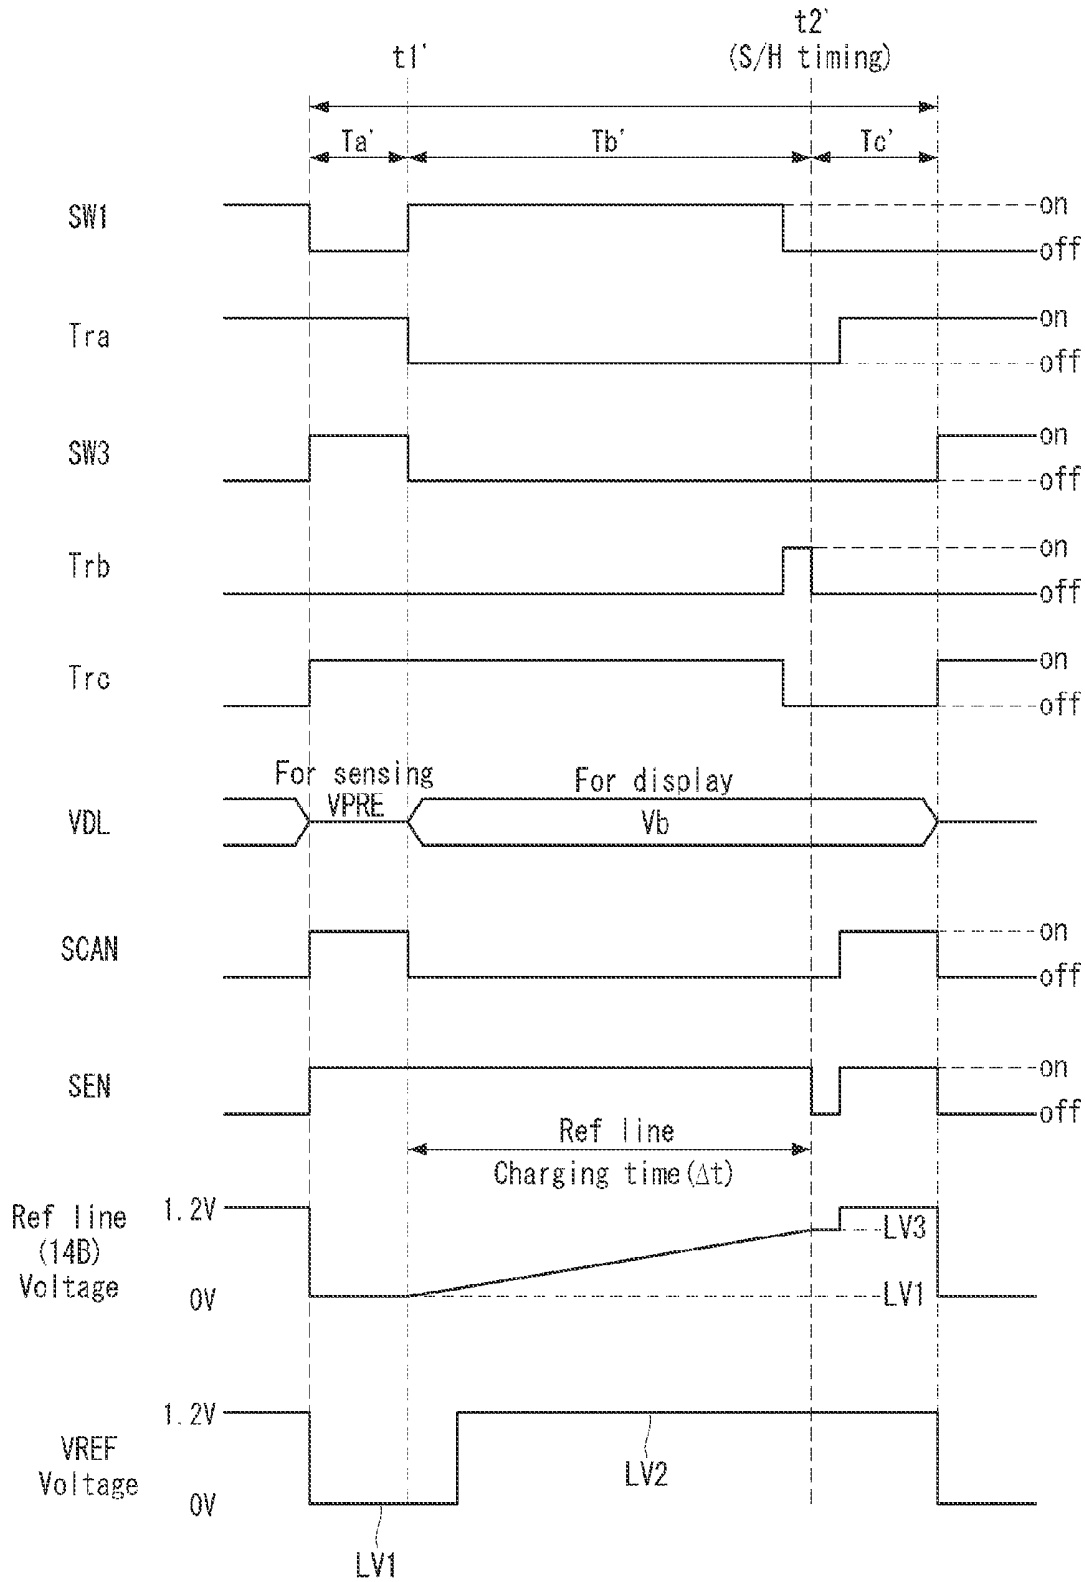 t2'
t1'
(S/H timing)
Ta'
Tb'
Tc'
SW1
on
off
Tra
on
off
SW3
on
off
Trb
on
off
Trc
on
off
For sensing
For display
VDL
VPRE
Vb
SCAN
on
off
SEN
on
off
Ref line
Charging time(Δt)
Ref line
(14B)
Voltage
1.2V
LV3
0V
LV1
VREF
Voltage
1.2V
LV2
0V
LV1